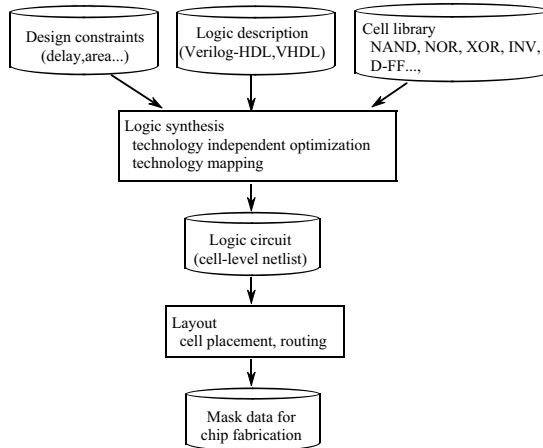 Design constraints
(delay,area...)
Logic description
(Verilog-HDL,VHDL)
Cell library
NAND, NOR, XOR, INV,
D-FF...,
Logic synthesis
technology independent optimization
technology mapping
Logic circuit
(cell-level netlist)
Layout
cell placement, routing
Mask data for
chip fabrication